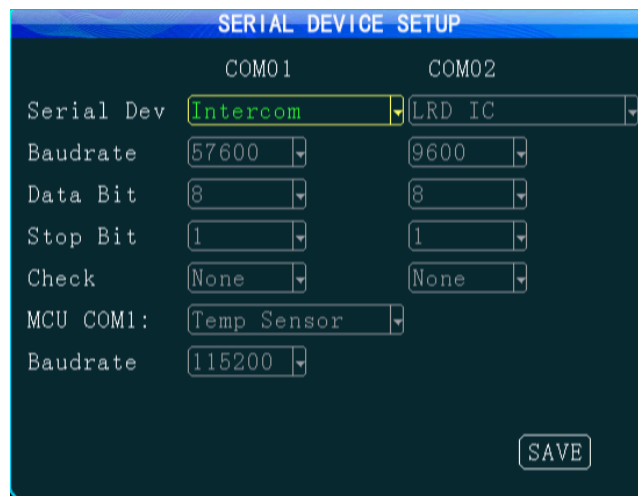 SERIAL DEVICE SETUP
COM01 COM02
Serial Dev Intercom LRD IC
Baudrate 57600 9600
Data Bit 8 8
Stop Bit 1 1
Check None None
MCU COM1: Temp Sensor
Baudrate 115200
SAVE